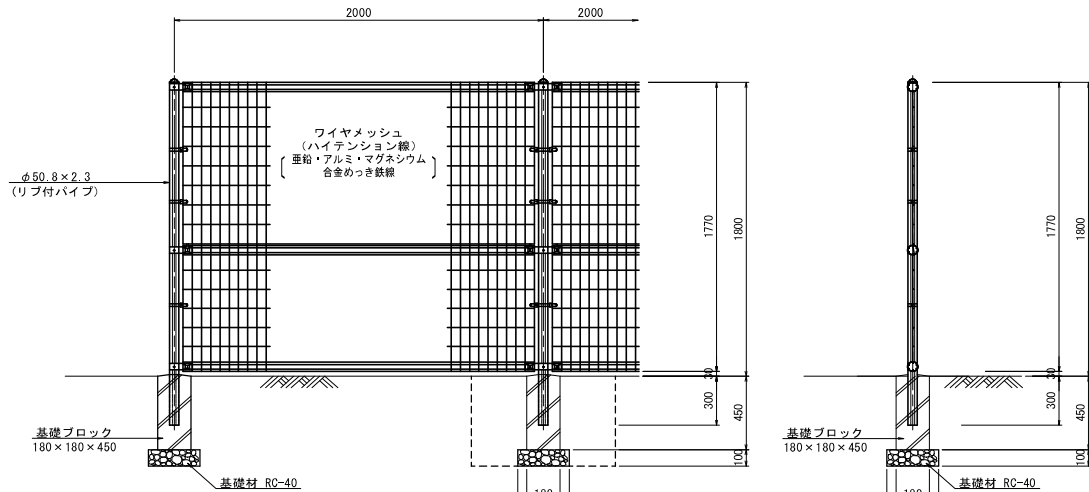 2000
2000
ワイヤメッシュ
(ハイテンション線)
亜鉛・アルミ・マグネシウム
合金めっき鉄線
φ50.8×2.3
(リブ付パイプ)
1770
1800
30
300
450
100
基礎ブロック
180×180×450
基礎材 RC-40
1770
1800
30
300
450
100
基礎ブロック
180×180×450
基礎材 RC-40